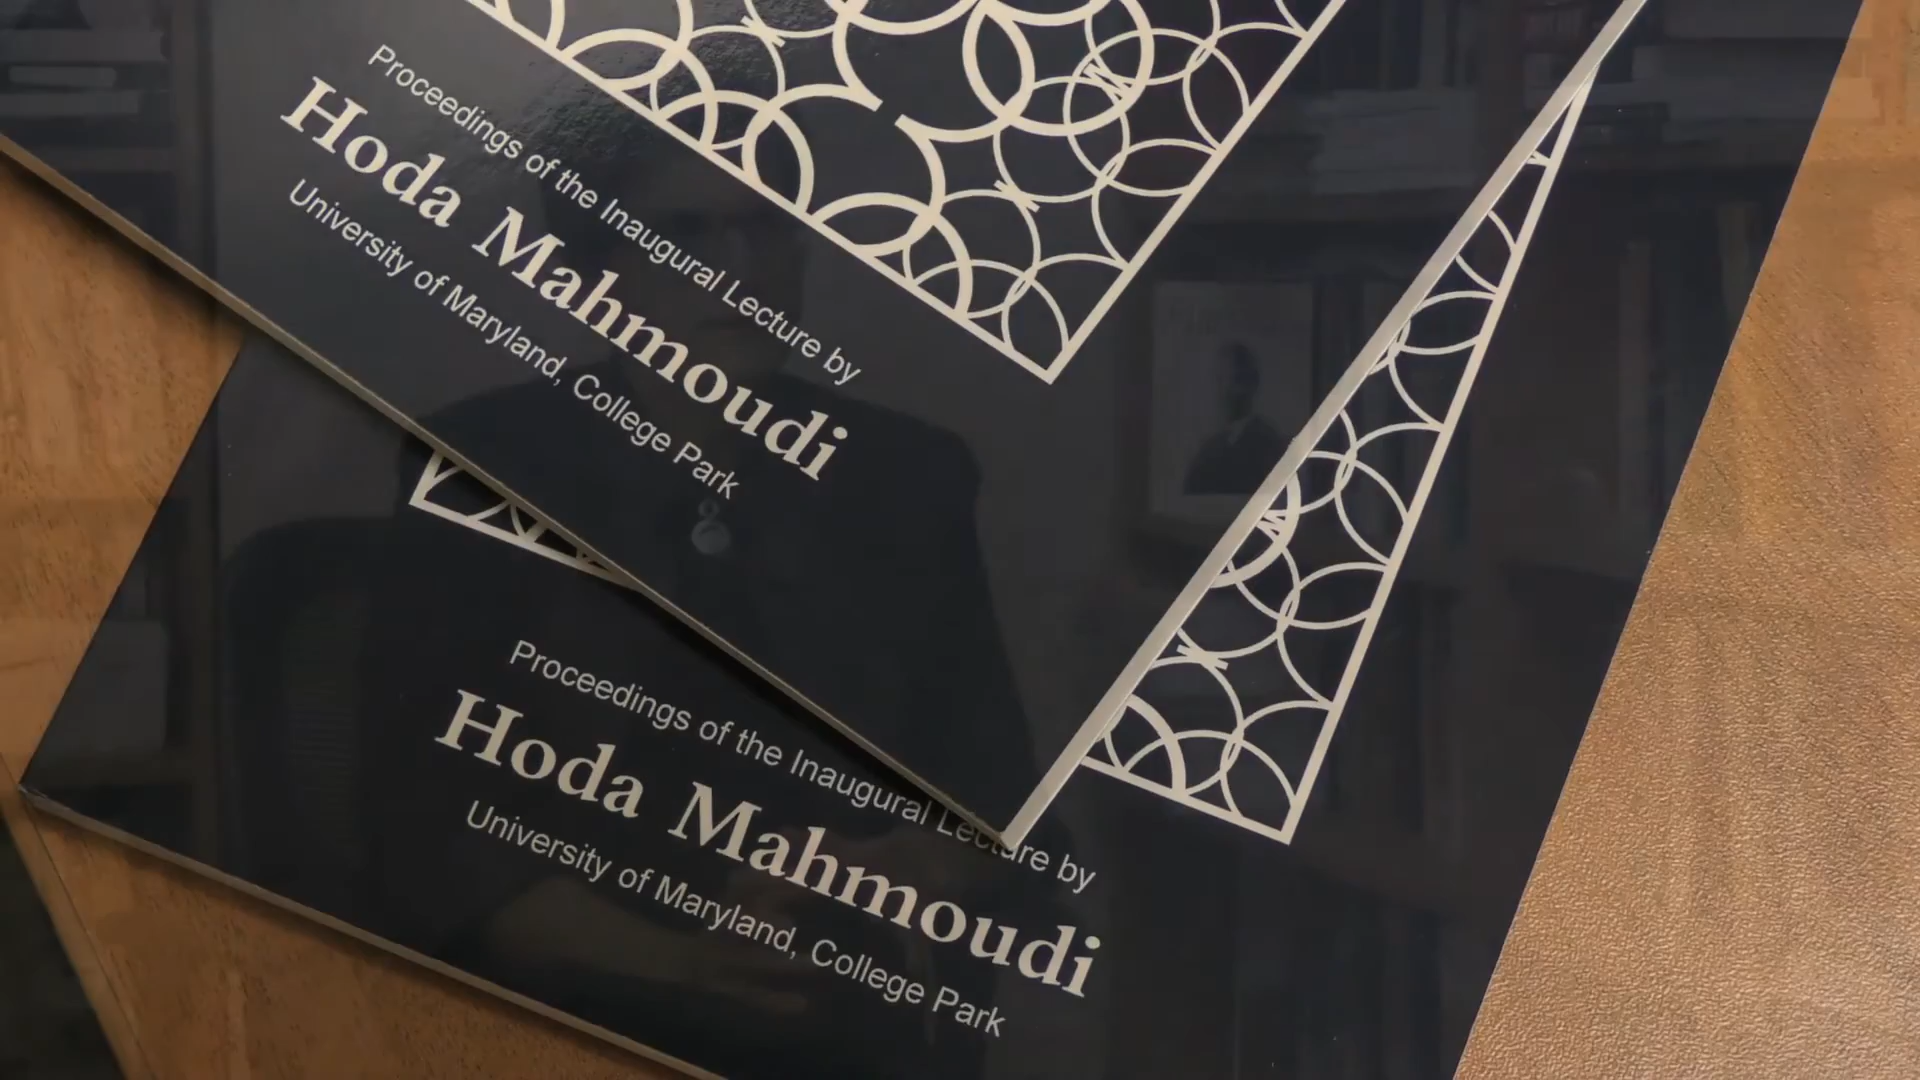 Proceedings of the Inaugural Lecture by
Hoda Mahmoudi
University of Maryland, College Park
Proceedings of the Inaugural Lecture by
Hoda Mahmoudi
University of Maryland, College Park